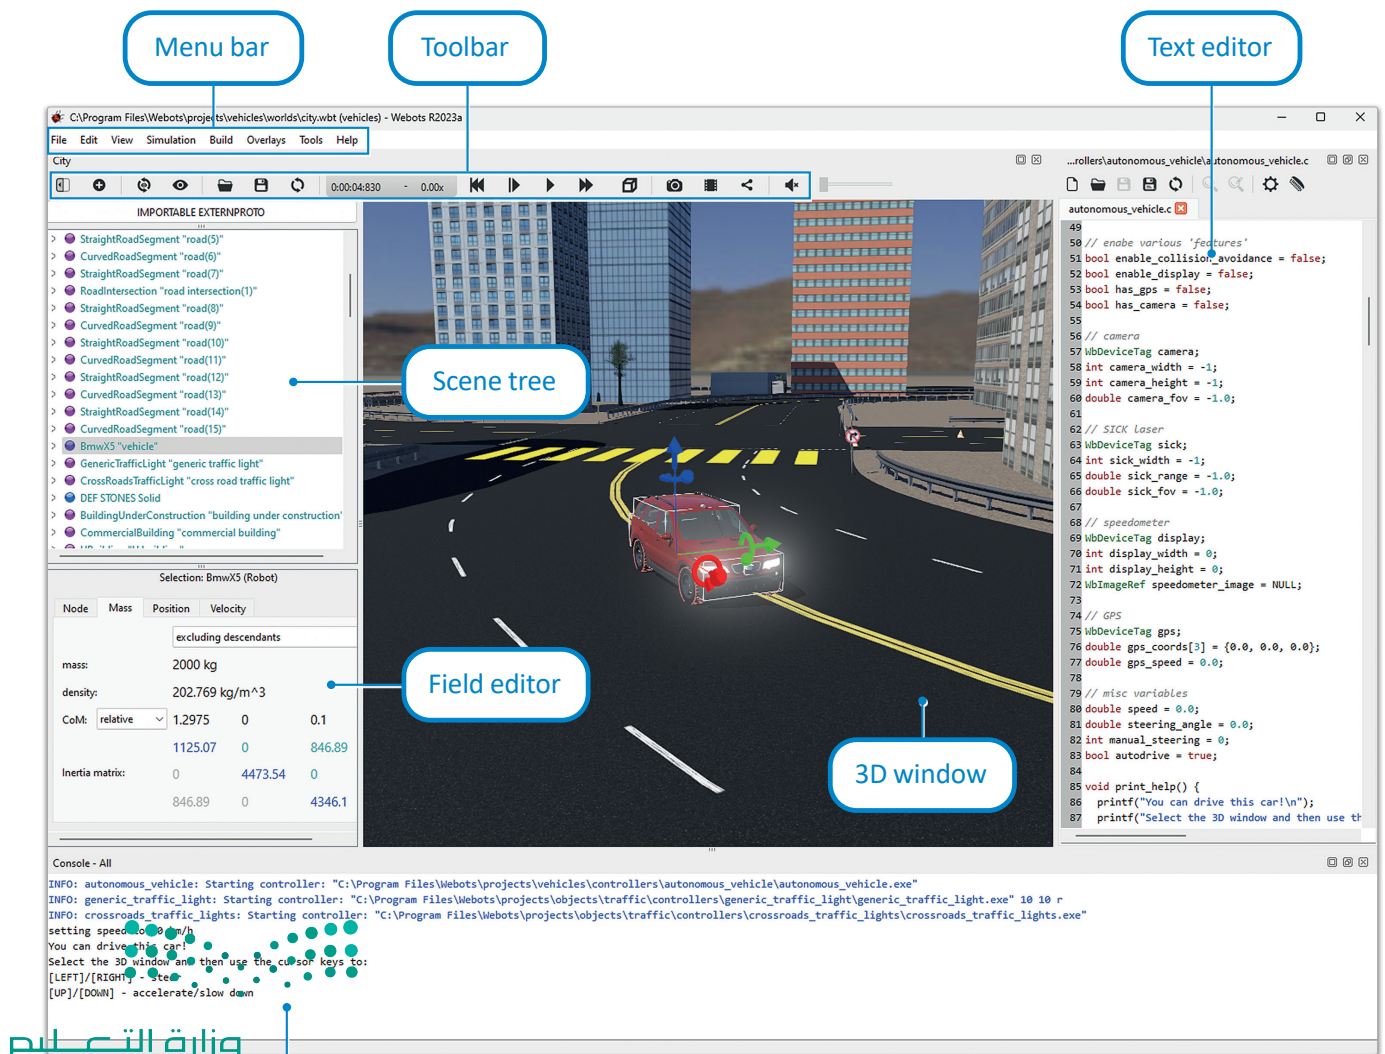 Menu bar
Toolbar
Text editor
C:\Program Files\Webots\projects\vehicles\worlds\city.wbt (vehicles) - Webots R2023a
File Edit View Simulation Build Overlays Tools Help
City
...rollers\autonomous_vehicle\autonomous_vehicle.c
0:00:04:830 - 0.00x
IMPORTABLE EXTERNPROTO
StraightRoadSegment "road(5)"
CurvedRoadSegment "road(6)"
StraightRoadSegment "road(7)"
RoadIntersection "road intersection(1)"
StraightRoadSegment "road(8)"
CurvedRoadSegment "road(9)"
StraightRoadSegment "road(10)"
CurvedRoadSegment "road(11)"
StraightRoadSegment "road(12)"
CurvedRoadSegment "road(13)"
StraightRoadSegment "road(14)"
CurvedRoadSegment "road(15)"
BmwX5 "vehicle"
GenericTrafficLight "generic traffic light"
CrossRoadsTrafficLight "cross road traffic light"
DEF STONES Solid
BuildingUnderConstruction "building under construction"
CommercialBuilding "commercial building"
Scene tree
Selection: BmwX5 (Robot)
Node Mass Position Velocity
excluding descendants
mass: 2000 kg
density: 202.769 kg/m^3
CoM: relative 1.2975 0 0.1
1125.07 0 846.89
Inertia matrix: 0 4473.54 0
846.89 0 4346.1
Field editor
3D window
autonomous_vehicle.c
49
50 // enabe various 'features'
51 bool enable_collision_avoidance = false;
52 bool enable_display = false;
53 bool has_gps = false;
54 bool has_camera = false;
55
56 // camera
57 WbDeviceTag camera;
58 int camera_width = -1;
59 int camera_height = -1;
60 double camera_fov = -1.0;
61
62 // SICK laser
63 WbDeviceTag sick;
64 int sick_width = -1;
65 double sick_range = -1.0;
66 double sick_fov = -1.0;
67
68 // speedometer
69 WbDeviceTag display;
70 int display_width = 0;
71 int display_height = 0;
72 WbImageRef speedometer_image = NULL;
73
74 // GPS
75 WbDeviceTag gps;
76 double gps_coords[3] = {0.0, 0.0, 0.0};
77 double gps_speed = 0.0;
78
79 // misc variables
80 double speed = 0.0;
81 double steering_angle = 0.0;
82 int manual_steering = 0;
83 bool autodrive = true;
84
85 void print_help() {
86 printf("You can drive this car!\n");
87 printf("Select the 3D window and then use th
Console - All
INFO: autonomous_vehicle: Starting controller: "C:\Program Files\Webots\projects\vehicles\controllers\autonomous_vehicle\autonomous_vehicle.exe"
INFO: generic_traffic_light: Starting controller: "C:\Program Files\Webots\projects\objects\traffic\controllers\generic_traffic_light\generic_traffic_light.exe" 10 10 r
INFO: crossroads_traffic_lights: Starting controller: "C:\Program Files\Webots\projects\objects\traffic\controllers\crossroads_traffic_lights\crossroads_traffic_lights.exe"
setting speed to 0 km/h
You can drive this car!
Select the 3D window and then use the cursor keys to:
[LEFT]/[RIGHT] - steer
[UP]/[DOWN] - accelerate/slow down
وزارة التعليم